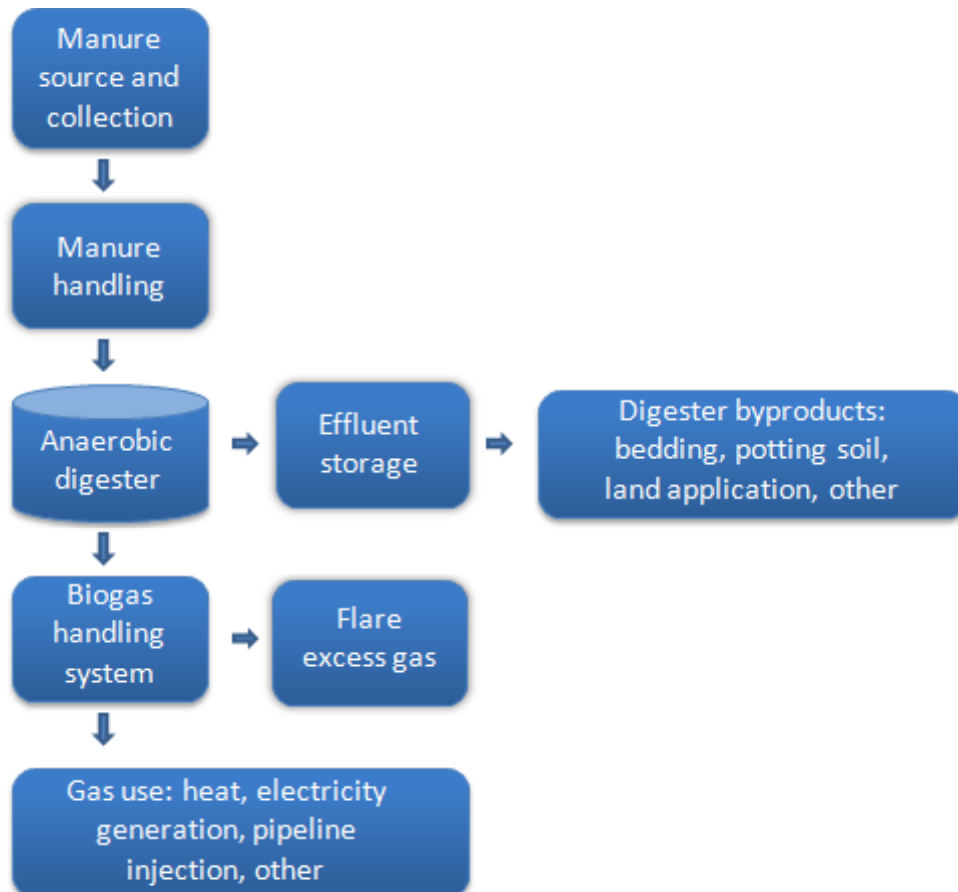 Manure
source and
collection
Manure
handling
Anaerobic
digester
Effluent
storage
Digester byproducts:
bedding, potting soil,
land application, other
Biogas
handling
system
Flare
excess gas
Gas use: heat, electricity
generation, pipeline
injection, other